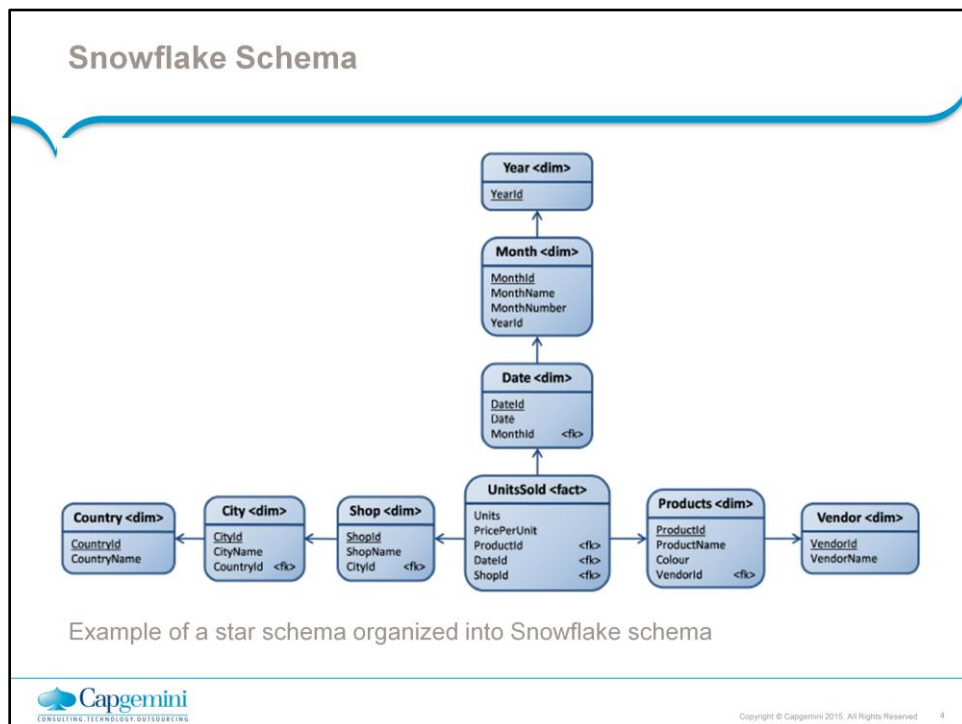 Snowflake Schema
Year <dim>
YearId
Month <dim>
MonthId
MonthName
MonthNumber
YearId
Date <dim>
DateId
Date
MonthId <fk>
Country <dim>
CountryId
CountryName
City <dim>
CityId
CityName
CountryId <fk>
Shop <dim>
ShopId
ShopName
CityId <fk>
UnitsSold <fact>
Units
PricePerUnit
ProductId <fk>
DateId <fk>
ShopId <fk>
Products <dim>
ProductId
ProductName
Colour
VendorId <fk>
Vendor <dim>
VendorId
VendorName
Example of a star schema organized into Snowflake schema
Capgemini
CONSULTING.TECHNOLOGY.OUTSOURCING
Copyright © Capgemini 2015. All Rights Reserved 4